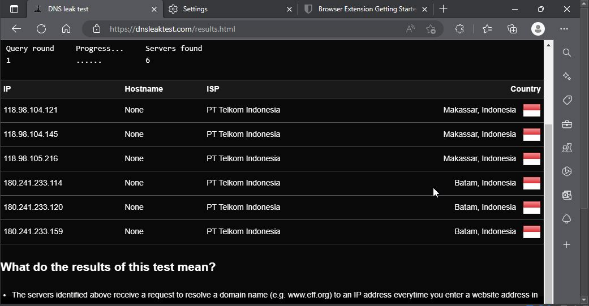 DNS leak test
Settings
Browser Extension Getting Starte
https://dnsleaktest.com/results.html
Query round Progress... Servers found
1 ...... 6
IP Hostname ISP Country
118.98.104.121 None PT Telkom Indonesia Makassar, Indonesia
118.98.104.145 None PT Telkom Indonesia Makassar, Indonesia
118.98.105.216 None PT Telkom Indonesia Makassar, Indonesia
180.241.233.114 None PT Telkom Indonesia Batam, Indonesia
180.241.233.120 None PT Telkom Indonesia Batam, Indonesia
180.241.233.159 None PT Telkom Indonesia Batam, Indonesia
What do the results of this test mean?
• The servers identified above receive a request to resolve a domain name (e.g. www.eff.org) to an IP address everytime you enter a website address in